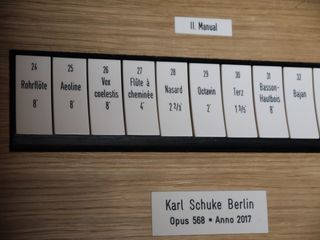 II. Manual
24
Rohrflöte
8'
25
Aeoline
8'
26
Vox
coelestis
8'
27
Flûte à
cheminée
4'
28
Nasard
2 2/3'
29
Octavin
2'
30
Terz
1 3/5'
31
Basson-
Hautbois
8'
32
Bajan
Karl Schuke Berlin
Opus 568 • Anno 2017